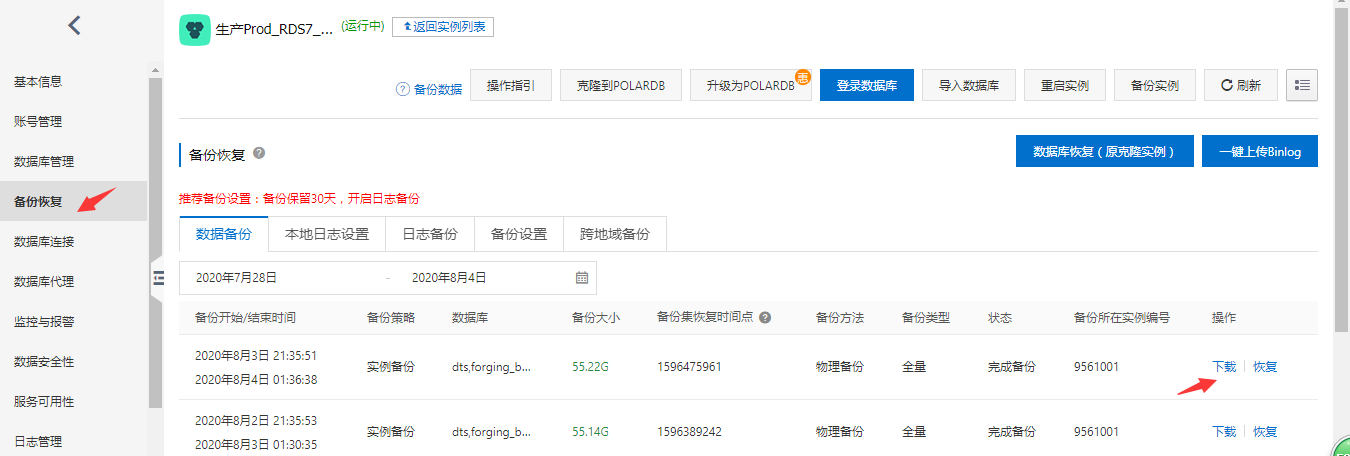 生产Prod_RDS7_... (运行中) 返回实例列表
备份数据 操作指引 克隆到POLARDB 升级为POLARDB 惠 登录数据库 导入数据库 重启实例 备份实例 刷新
基本信息
账号管理
数据库管理
备份恢复
数据库连接
数据库代理
监控与报警
数据安全性
服务可用性
日志管理
备份恢复 数据库恢复（原克隆实例） 一键上传Binlog
推荐备份设置：备份保留30天，开启日志备份
数据备份 本地日志设置 日志备份 备份设置 跨地域备份
2020年7月28日 - 2020年8月4日
备份开始/结束时间 备份策略 数据库 备份大小 备份集恢复时间点 备份方法 备份类型 状态 备份所在实例编号 操作
2020年8月3日 21:35:51
2020年8月4日 01:36:38
实例备份 dts,forging_b... 55.22G 1596475961 物理备份 全量 完成备份 9561001 下载 恢复
2020年8月2日 21:35:53
2020年8月3日 01:30:35
实例备份 dts,forging_b... 55.14G 1596389242 物理备份 全量 完成备份 9561001 下载 恢复